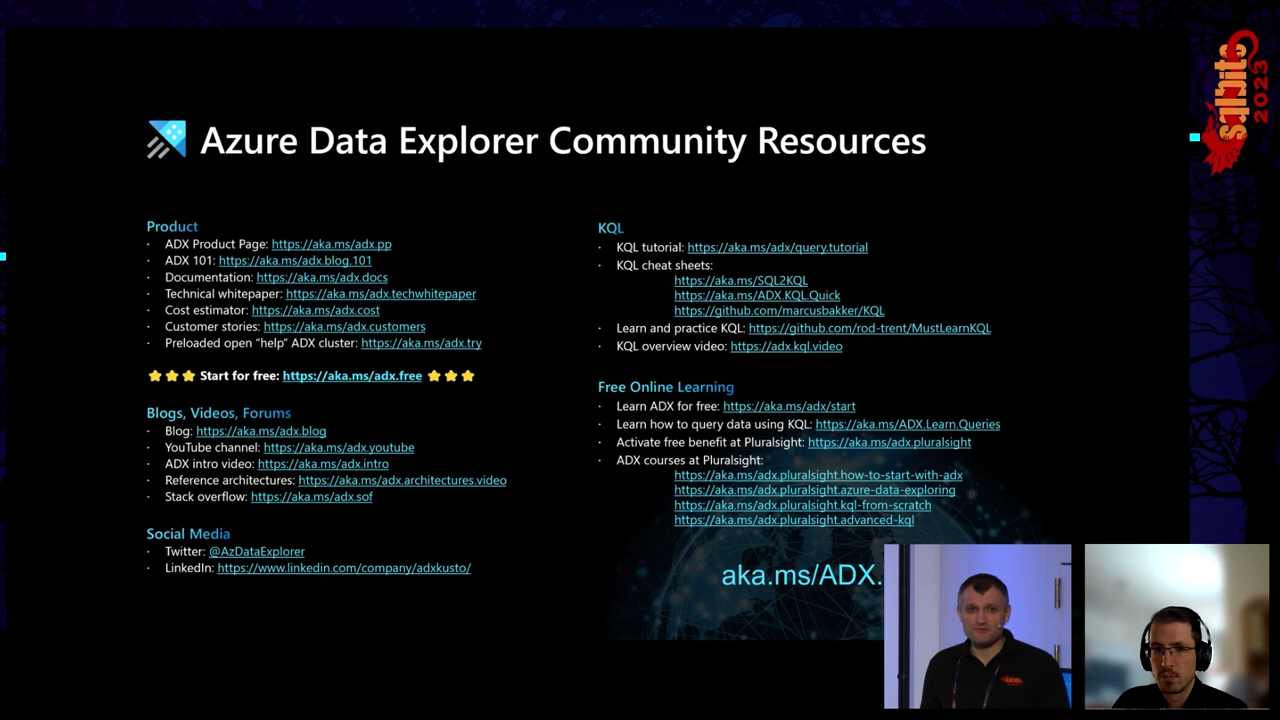 Azure Data Explorer Community Resources
Product
· ADX Product Page: https://aka.ms/adx.pp
· ADX 101: https://aka.ms/adx.blog.101
· Documentation: https://aka.ms/adx.docs
· Technical whitepaper: https://aka.ms/adx.techwhitepaper
· Cost estimator: https://aka.ms/adx.cost
· Customer stories: https://aka.ms/adx.customers
· Preloaded open “help” ADX cluster: https://aka.ms/adx.try
Start for free: https://aka.ms/adx.free
Blogs, Videos, Forums
· Blog: https://aka.ms/adx.blog
· YouTube channel: https://aka.ms/adx.youtube
· ADX intro video: https://aka.ms/adx.intro
· Reference architectures: https://aka.ms/adx.architectures.video
· Stack overflow: https://aka.ms/adx.sof
Social Media
· Twitter: @AzDataExplorer
· LinkedIn: https://www.linkedin.com/company/adxkusto/
KQL
· KQL tutorial: https://aka.ms/adx/query.tutorial
· KQL cheat sheets:
https://aka.ms/SQL2KQL
https://aka.ms/ADX.KQL.Quick
https://github.com/marcusbakker/KQL
· Learn and practice KQL: https://github.com/rod-trent/MustLearnKQL
· KQL overview video: https://adx.kql.video
Free Online Learning
· Learn ADX for free: https://aka.ms/adx/start
· Learn how to query data using KQL: https://aka.ms/ADX.Learn.Queries
· Activate free benefit at Pluralsight: https://aka.ms/adx.pluralsight
· ADX courses at Pluralsight:
https://aka.ms/adx.pluralsight.how-to-start-with-adx
https://aka.ms/adx.pluralsight.azure-data-exploring
https://aka.ms/adx.pluralsight.kql-from-scratch
https://aka.ms/adx.pluralsight.advanced-kql
aka.ms/ADX.
sqlbits
2023